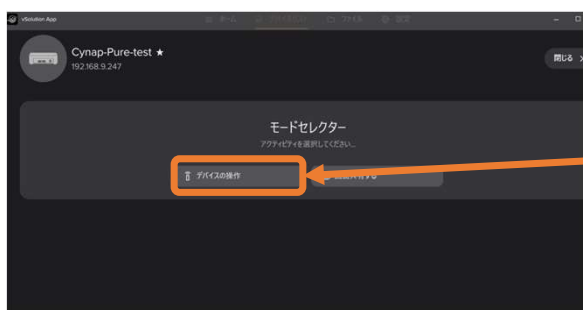 vSolution App
ホーム
ファイル
設定
Cynap-Pure-test ★
192.168.9.247
閉じる
モードセレクター
アクティビティを選択してください...
デバイスの操作
する